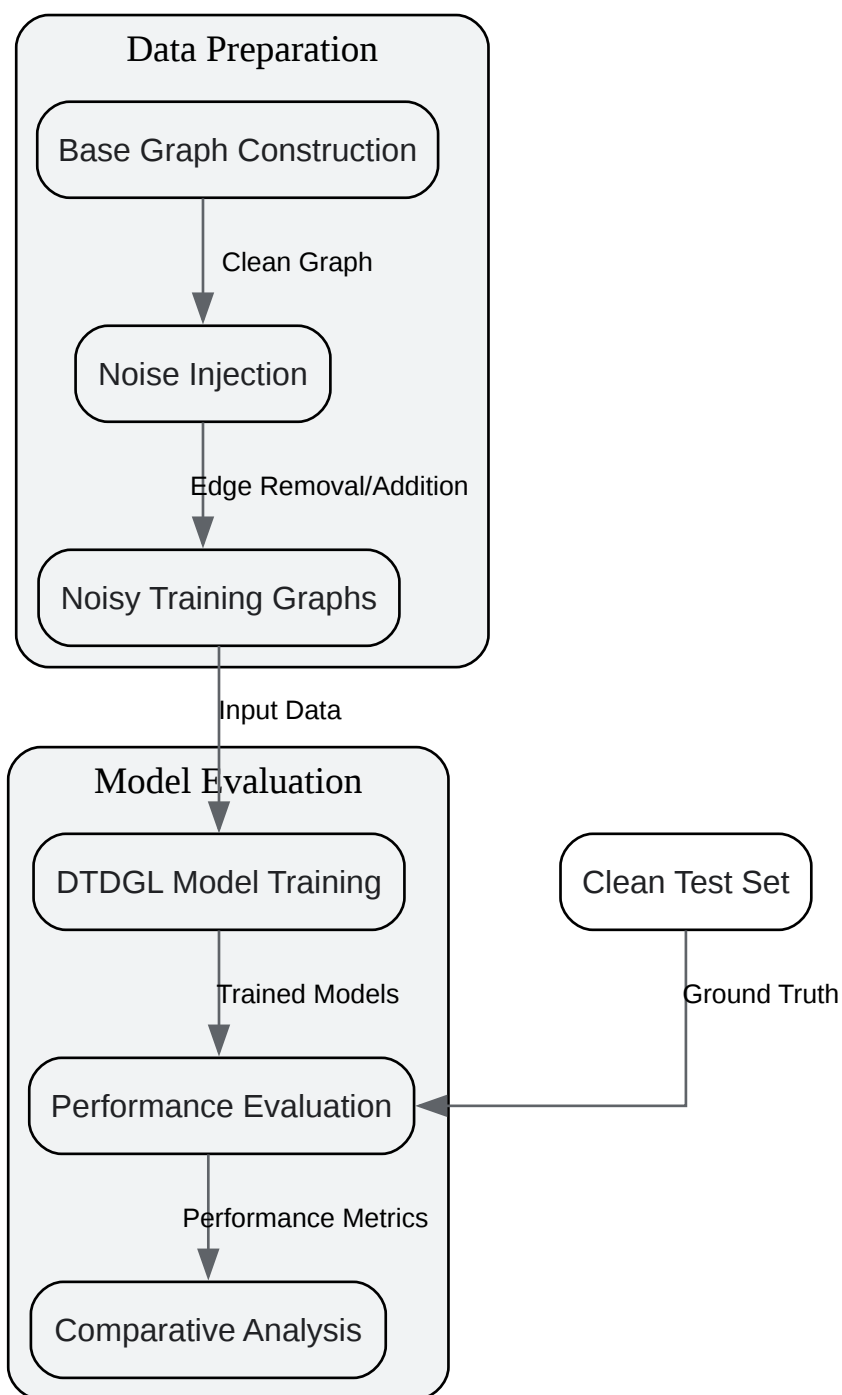 Data Preparation
Base Graph Construction
Clean Graph
Noise Injection
Edge Removal/Addition
Noisy Training Graphs
Input Data
Model Evaluation
DTDGL Model Training
Clean Test Set
Trained Models
Ground Truth
Performance Evaluation
Performance Metrics
Comparative Analysis